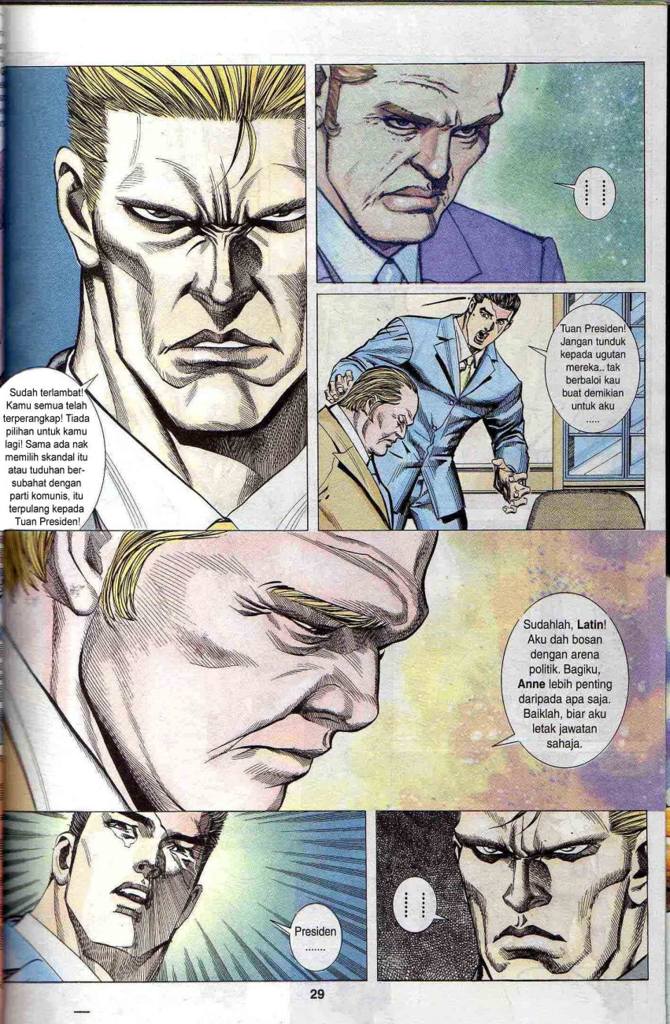 Sudah terlambat!
Kamu semua telah
terperangkap! Tiada
pilihan untuk kamu
lagi! Sama ada nak
memilih skandal itu
atau tuduhan ber-
subahat dengan
parti komunis, itu
terpulang kepada
Tuan Presiden!
......
Tuan Presiden!
Jangan tunduk
kepada ugutan
mereka.. tak
berbaloi kau
buat demikian
untuk aku
.....
Sudahlah, Latin!
Aku dah bosan
dengan arena
politik. Bagiku,
Anne lebih penting
daripada apa saja.
Baiklah, biar aku
letak jawatan
sahaja.
Presiden
.......
......
29